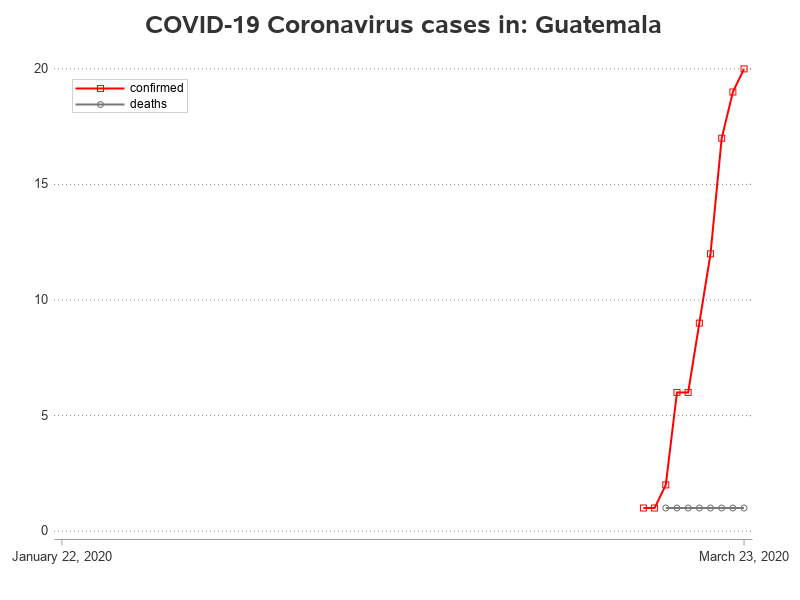 COVID-19 Coronavirus cases in: Guatemala
20
confirmed
deaths
15
10
5
0
January 22, 2020
March 23, 2020